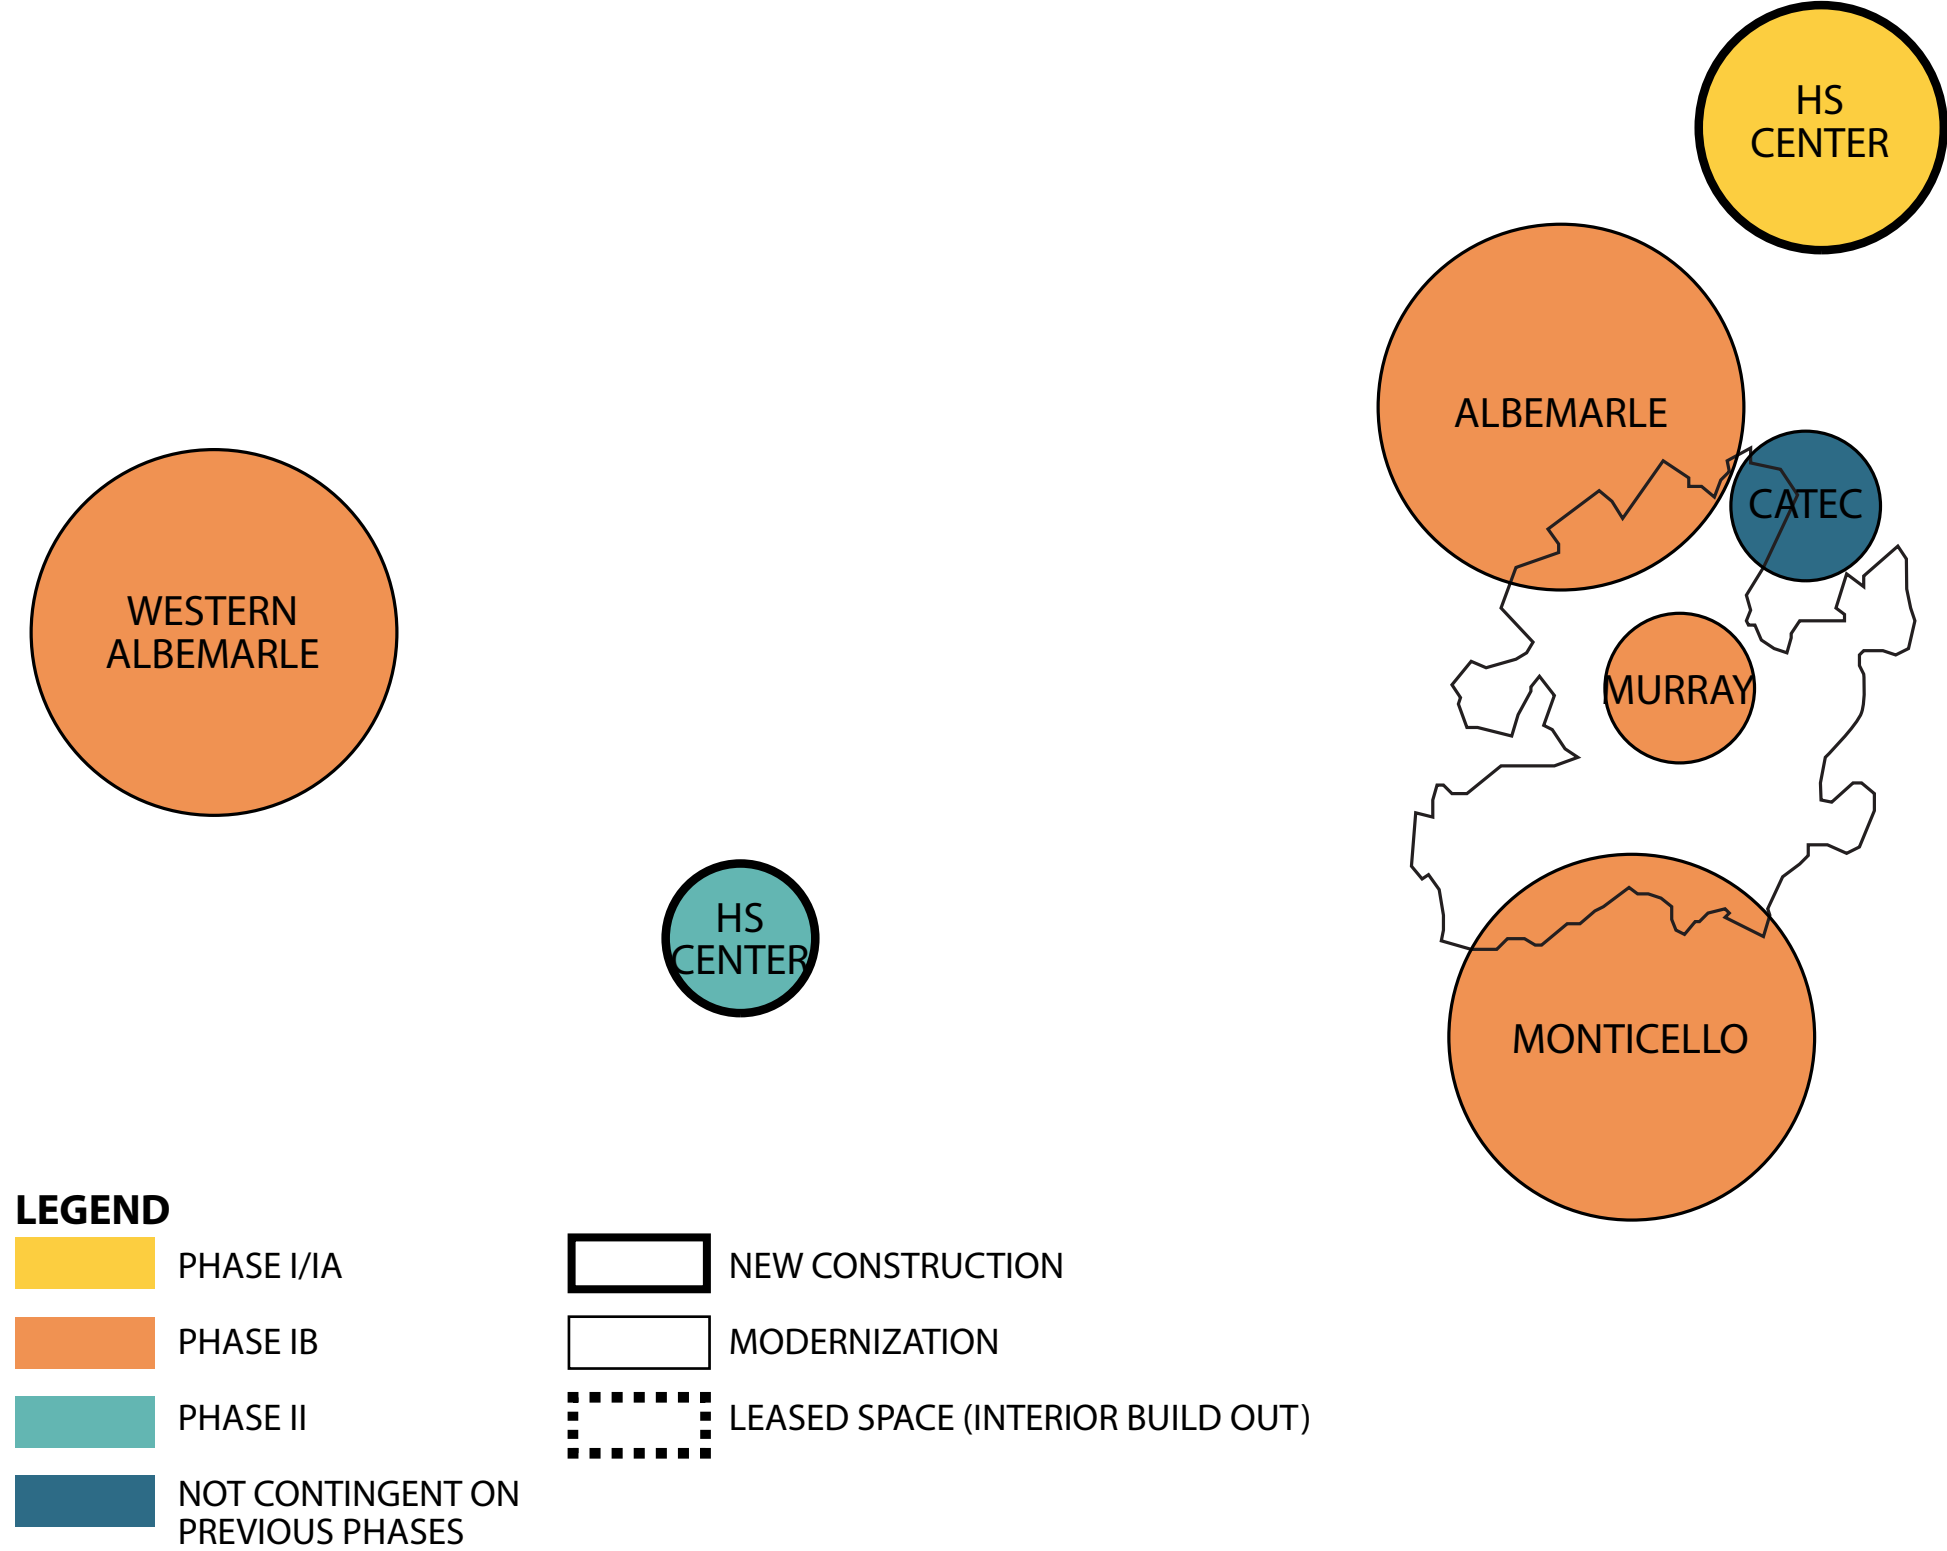 HS
CENTER
ALBEMARLE
CATEC
WESTERN
ALBEMARLE
MURRAY
HS
CENTER
MONTICELLO
LEGEND
PHASE I/IA
PHASE IB
PHASE II
NOT CONTINGENT ON
PREVIOUS PHASES
NEW CONSTRUCTION
MODERNIZATION
LEASED SPACE (INTERIOR BUILD OUT)